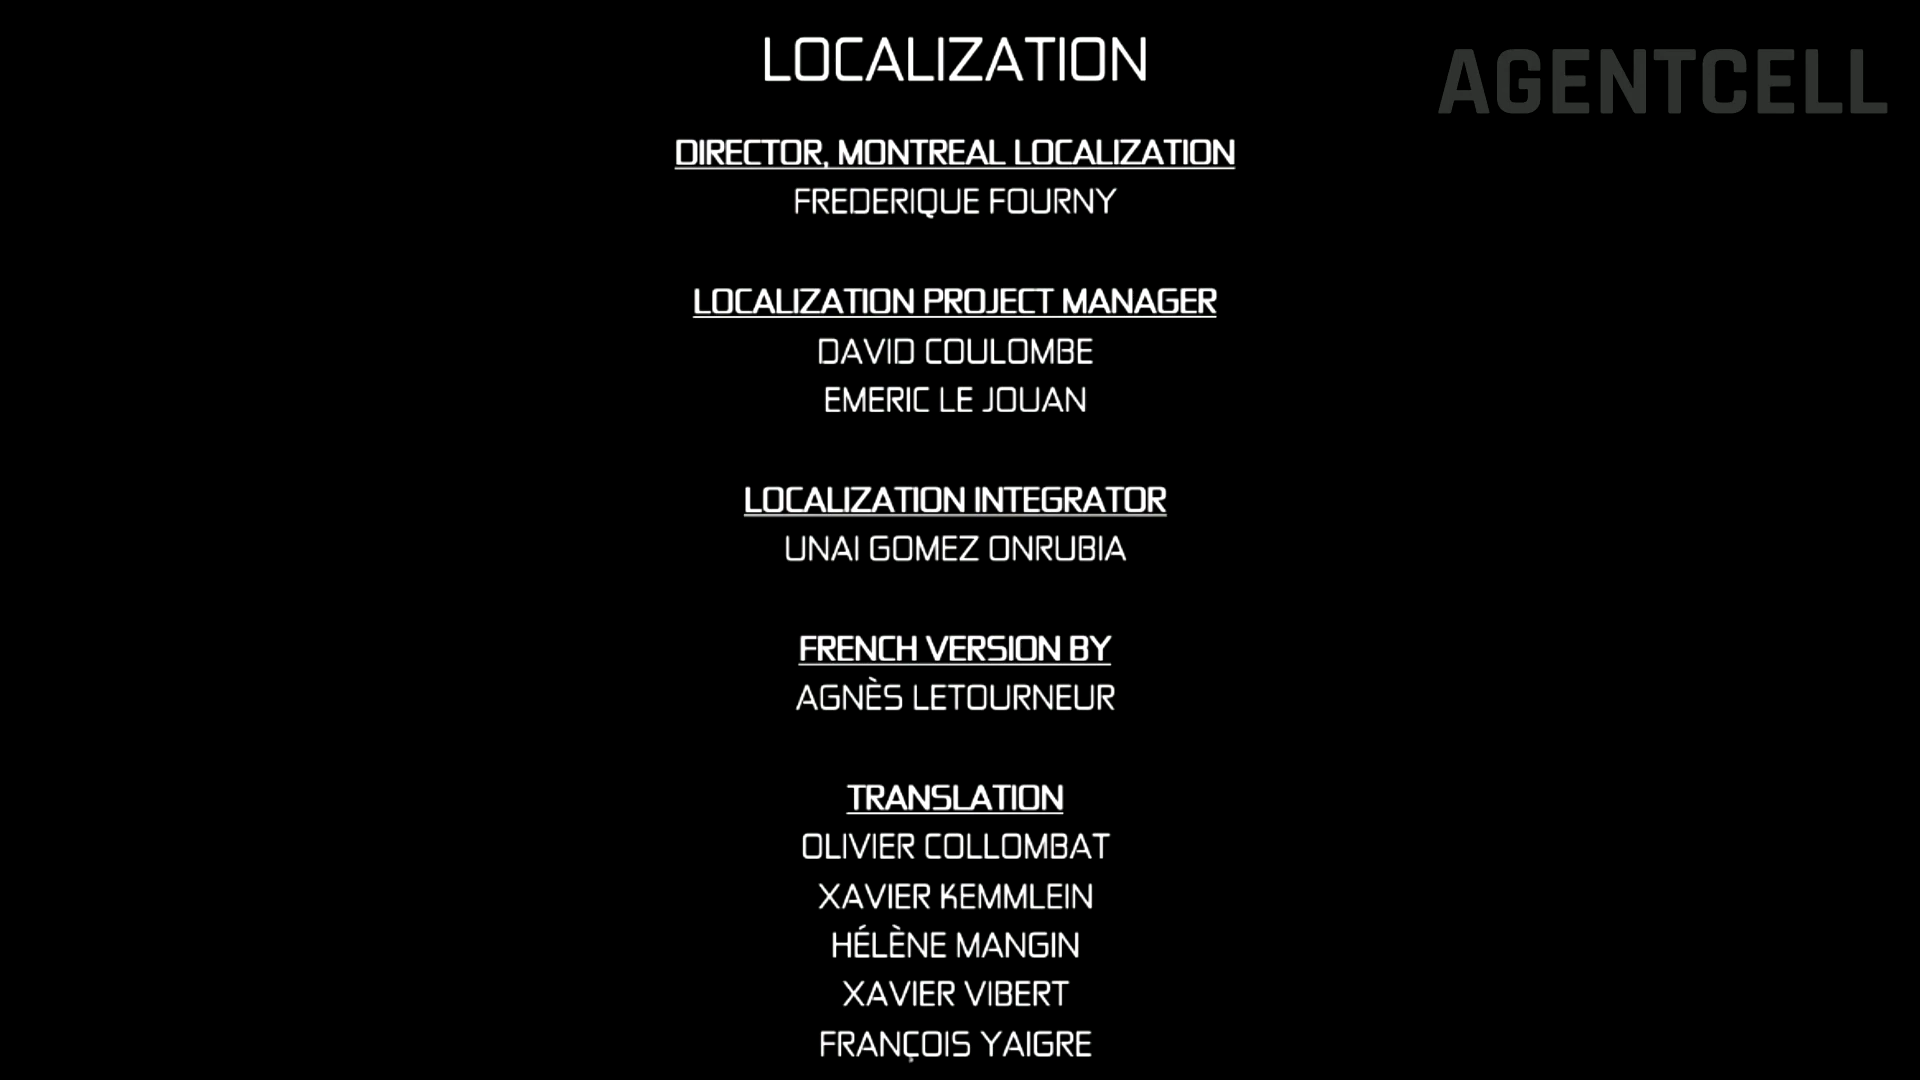 LOCALIZATION
AGENTCELL
DIRECTOR, MONTREAL LOCALIZATION
FREDERIQUE FOURNY
LOCALIZATION PROJECT MANAGER
DAVID COULOMBE
EMERIC LE JOUAN
LOCALIZATION INTEGRATOR
UNAI GOMEZ ONRUBIA
FRENCH VERSION BY
AGNÈS LETOURNEUR
TRANSLATION
OLIVIER COLLOMBAT
XAVIER KEMMLEIN
HÉLÈNE MANGIN
XAVIER VIBERT
FRANÇOIS YAIGRE